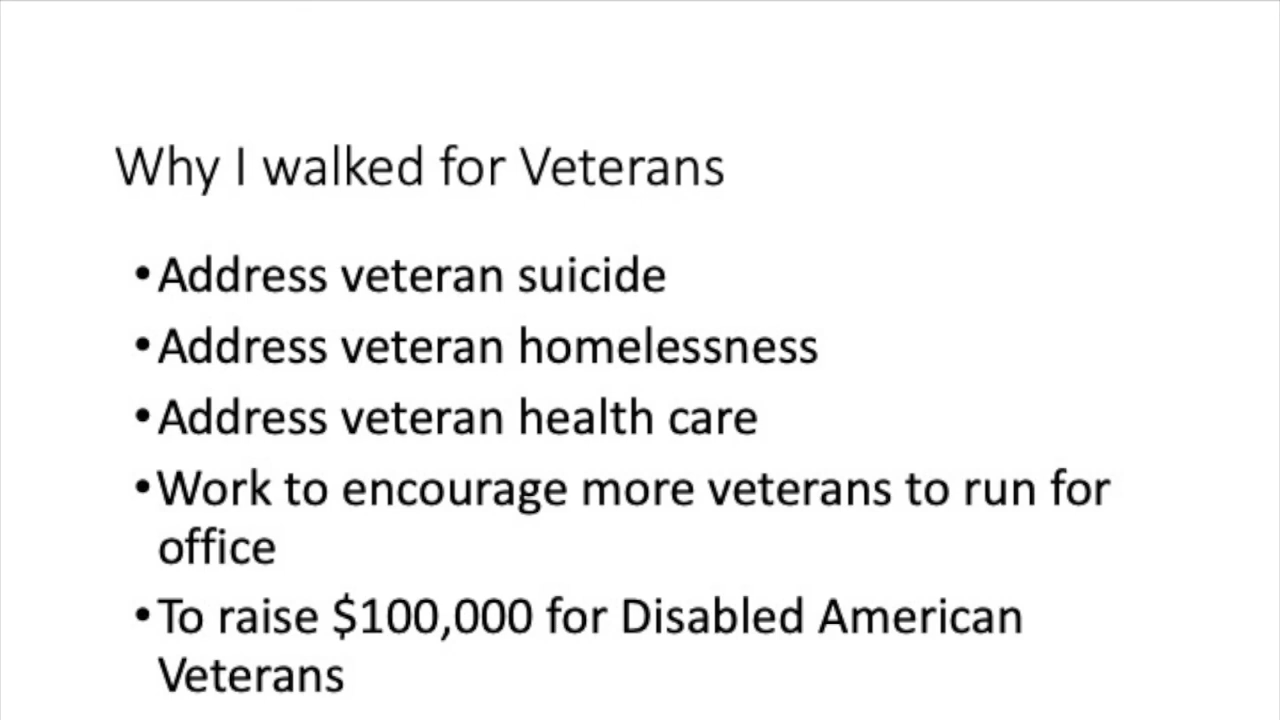 Why I walked for Veterans
•Address veteran suicide
•Address veteran homelessness
•Address veteran health care
•Work to encourage more veterans to run for
office
•To raise $100,000 for Disabled American
Veterans